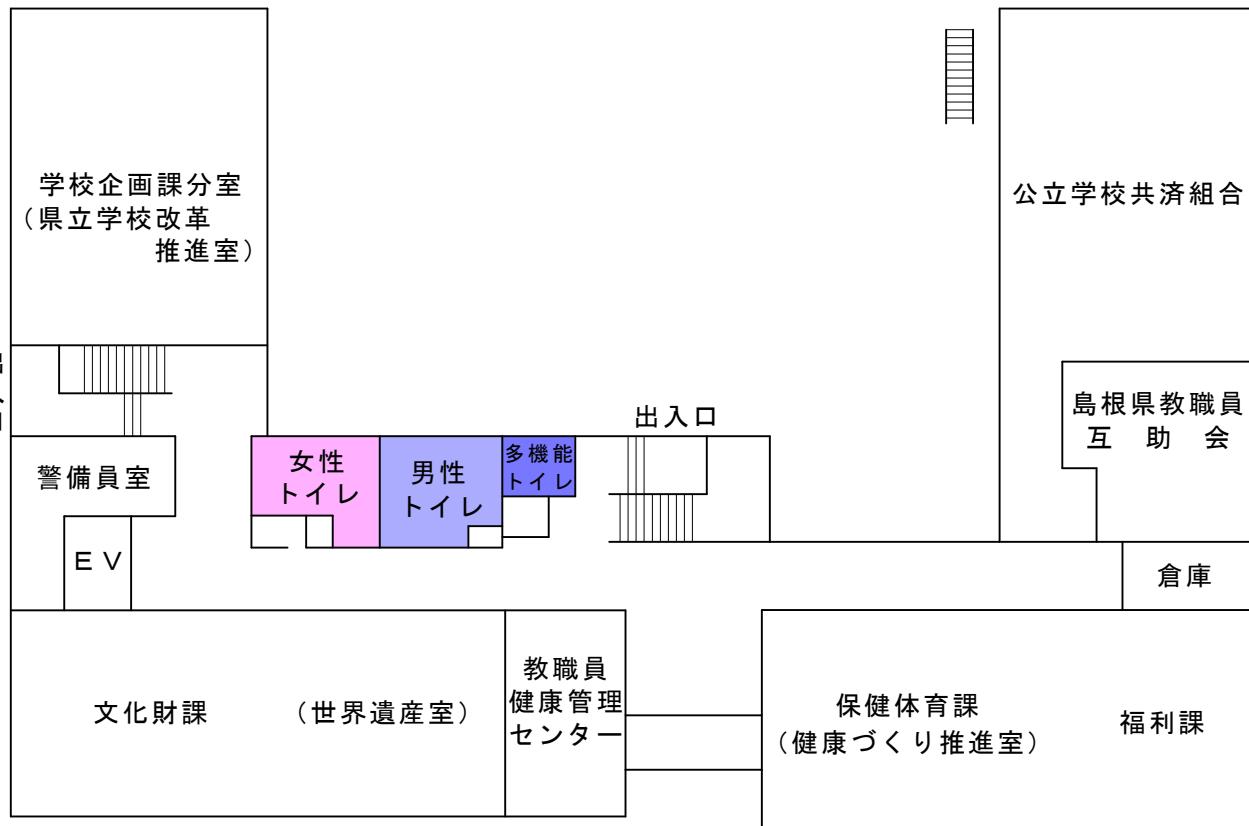 学校企画課分室
（県立学校改革
推進室）
公立学校共済組合
島根県教職員
互助会
出入口
警備員室
女性
トイレ
男性
トイレ
多機能
トイレ
ＥＶ
倉庫
文化財課
（世界遺産室）
教職員
健康管理
センター
保健体育課
（健康づくり推進室）
福利課